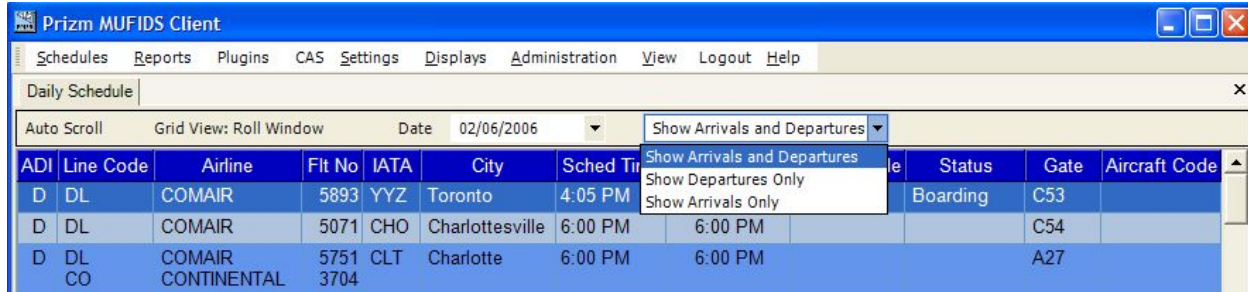 Prizm MUFIDS Client
Schedules Reports Plugins CAS Settings Displays Administration View Logout Help
Daily Schedule
Auto Scroll Grid View: Roll Window Date 02/06/2006 Show Arrivals and Departures
Show Arrivals and Departures
Show Departures Only
Show Arrivals Only
ADI Line Code Airline Flt No IATA City Sched Status Gate Aircraft Code
D DL COMAIR 5893 YYZ Toronto 4:05 PM Boarding C53
D DL COMAIR 5071 CHO Charlottesville 6:00 PM 6:00 PM C54
D DL COMAIR 5751 CLT Charlotte 6:00 PM 6:00 PM A27
CO CONTINENTAL 3704